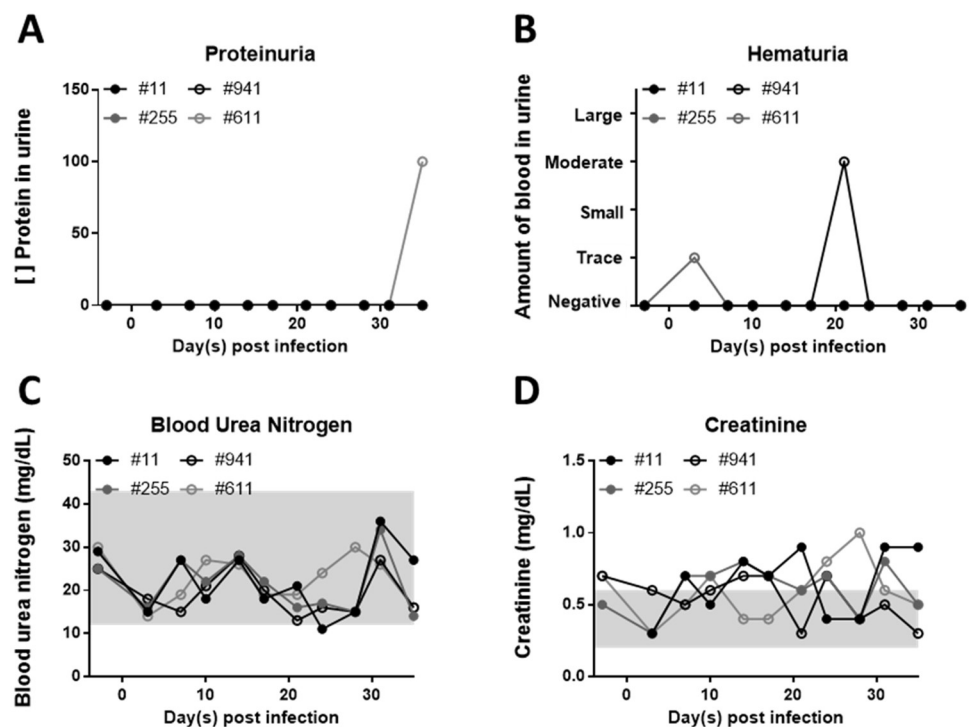 A
Proteinuria
[ ] Protein in urine
150
100
50
0
#11
#941
#255
#611
0 10 20 30
Day(s) post infection
B
Hematuria
Amount of blood in urine
Large
Moderate
Small
Trace
Negative
#11
#941
#255
#611
0 10 20 30
Day(s) post infection
C
Blood Urea Nitrogen
Blood urea nitrogen (mg/dL)
50
40
30
20
10
0
#11
#941
#255
#611
0 10 20 30
Day(s) post infection
D
Creatinine
Creatinine (mg/dL)
1.5
1.0
0.5
0.0
#11
#941
#255
#611
0 10 20 30
Day(s) post infection